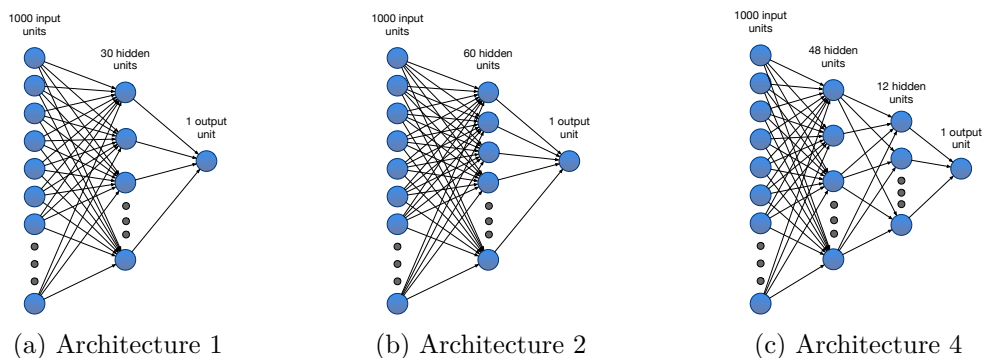 1000 input
units
30 hidden
units
1 output
unit
(a) Architecture 1
1000 input
units
60 hidden
units
1 output
unit
(b) Architecture 2
1000 input
units
48 hidden
units
12 hidden
units
1 output
unit
(c) Architecture 4